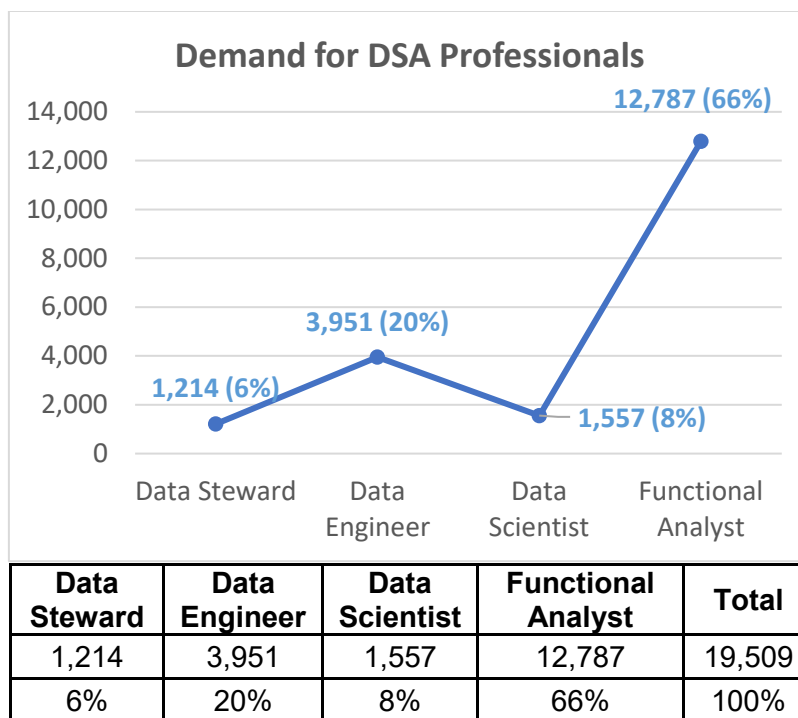 Demand for DSA Professionals
14,000
12,000
10,000
8,000
6,000
4,000
2,000
0
12,787 (66%)
3,951 (20%)
1,214 (6%)
1,557 (8%)
Data Steward
Data
Engineer
Data
Scientist
Functional
Analyst
Data
Steward
Data
Engineer
Data
Scientist
Functional
Analyst
Total
1,214 3,951 1,557 12,787 19,509
6% 20% 8% 66% 100%